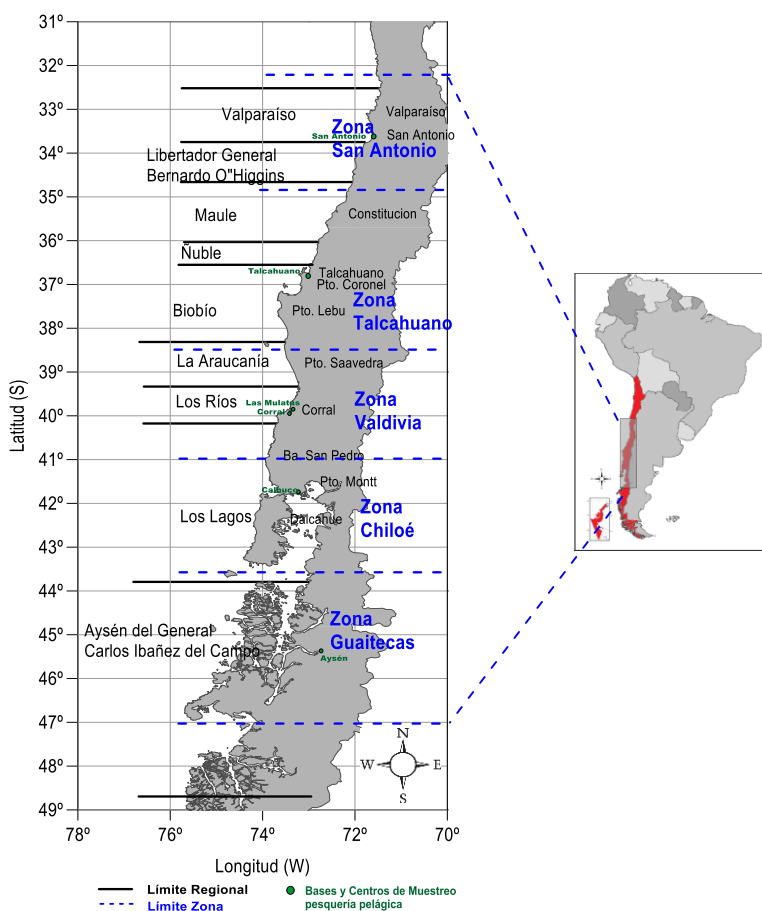 31º
32º
33º
34º
35º
36º
37º
38º
39º
40º
41º
42º
43º
44º
45º
46º
47º
48º
49º
Latitud (S)
78º
76º
74º
72º
70º
Longitud (W)
Valparaíso
Libertador General
Bernardo O"Higgins
Maule
Ñuble
Biobío
La Araucanía
Los Ríos
Los Lagos
Aysén del General
Carlos Ibañez del Campo
Valparaíso
San Antonio
San Antonio
Zona
San Antonio
Constitucion
Talcahuano
Talcahuano
Pto. Coronel
Zona
Talcahuano
Pto. Lebu
Pto. Saavedra
Las Mulatas
Corral
Corral
Zona
Valdivia
Ba. San Pedro
Pto. Montt
Calbuco
Dalcahue
Zona
Chiloé
Zona
Guaitecas
Aysén
N
W
E
S
Límite Regional
Límite Zona
Bases y Centros de Muestreo
pesquería pelágica